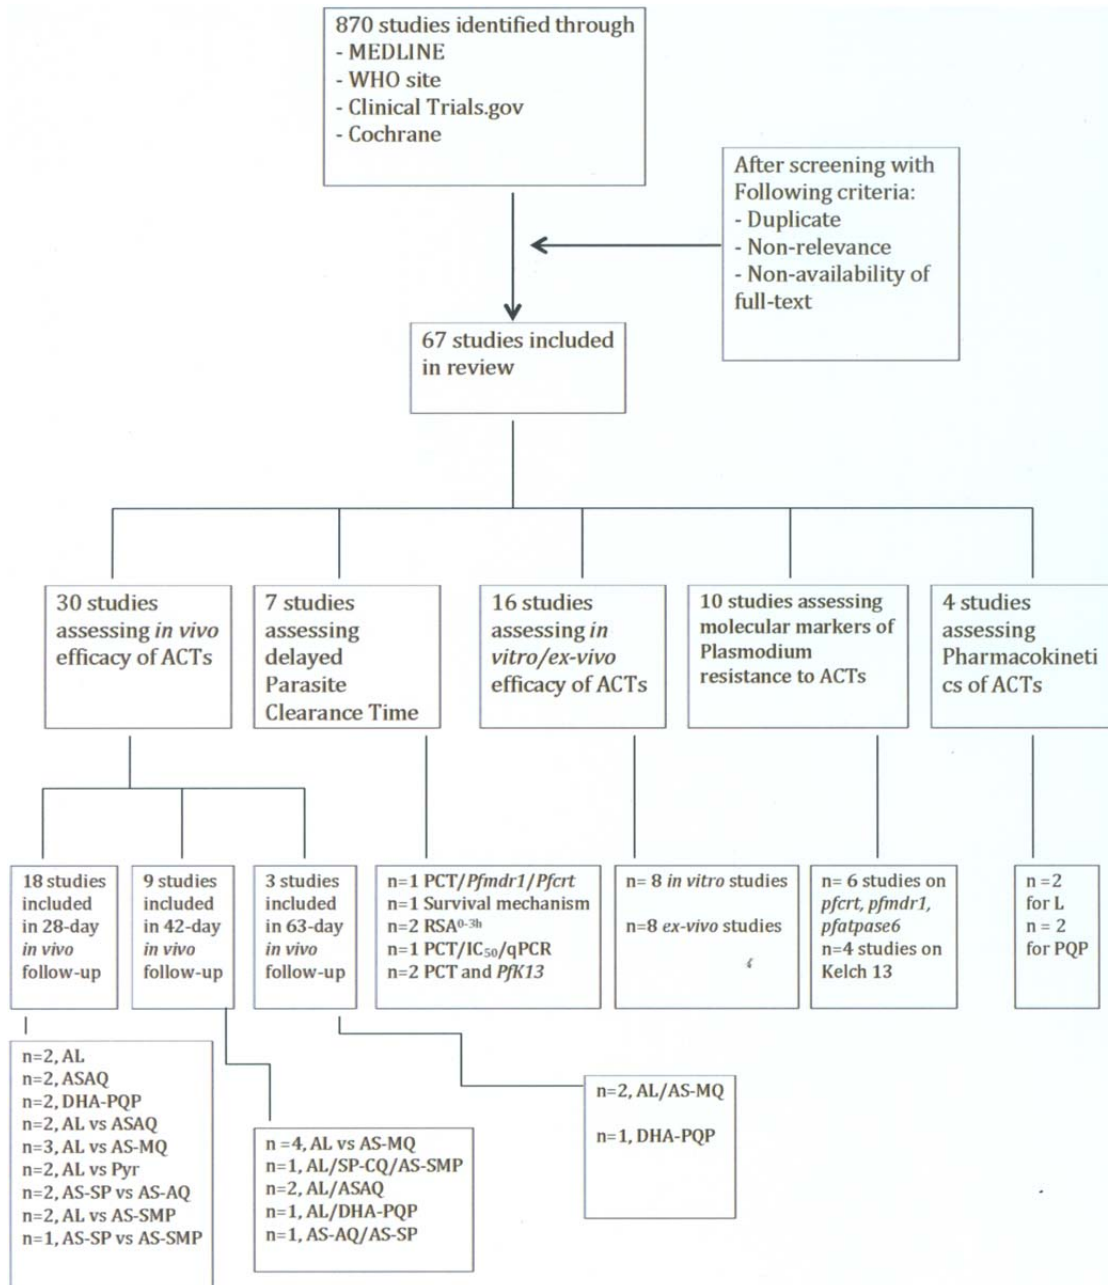 870 studies identified through
- MEDLINE
- WHO site
- Clinical Trials.gov
- Cochrane
After screening with
Following criteria:
- Duplicate
- Non-relevance
- Non-availability of
full-text
67 studies included
in review
30 studies
assessing in vivo
efficacy of ACTs
7 studies
assessing
delayed
Parasite
Clearance Time
16 studies
assessing in
vitro/ex-vivo
efficacy of ACTs
10 studies assessing
molecular markers of
Plasmodium
resistance to ACTs
4 studies
assessing
Pharmacokineti
cs of ACTs
18 studies
included
in 28-day
in vivo
follow-up
9 studies
included
in 42-day
in vivo
follow-up
3 studies
included
in 63-day
in vivo
follow-up
n=1 PCT/Pfmdr1/Pfcrt
n=1 Survival mechanism
n=2 RSA⁰⁻³ʰ
n=1 PCT/IC₅₀/qPCR
n=2 PCT and PfK13
n= 8 in vitro studies
n=8 ex-vivo studies
n= 6 studies on
pfcrt, pfmdr1,
pfatpase6
n=4 studies on
Kelch 13
n =2
for L
n = 2
for PQP
n=2, AL
n=2, ASAQ
n=2, DHA-PQP
n=2, AL vs ASAQ
n=3, AL vs AS-MQ
n=2, AL vs Pyr
n=2, AS-SP vs AS-AQ
n=2, AL vs AS-SMP
n=1, AS-SP vs AS-SMP
n =4, AL vs AS-MQ
n=1, AL/SP-CQ/AS-SMP
n=2, AL/ASAQ
n=1, AL/DHA-PQP
n=1, AS-AQ/AS-SP
n=2, AL/AS-MQ
n=1, DHA-PQP